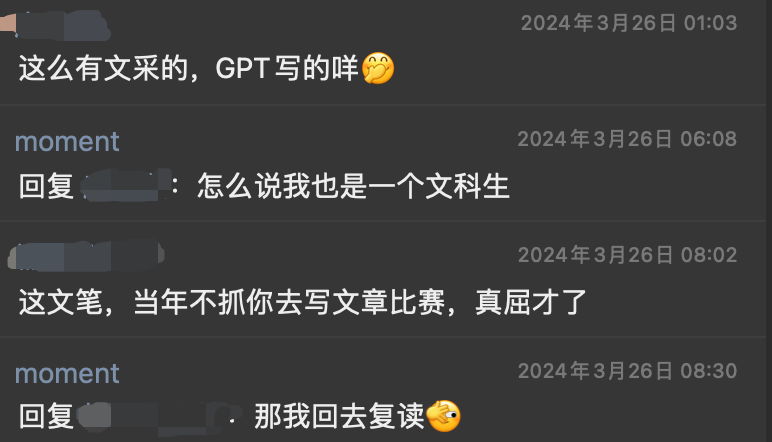 2024年3月26日 01:03
这么有文采的，GPT写的咩🤭
moment 2024年3月26日 06:08
回复 ：怎么说我也是一个文科生
2024年3月26日 08:02
这文笔，当年不抓你去写文章比赛，真屈才了
moment 2024年3月26日 08:30
回复 ：那我回去复读🫣